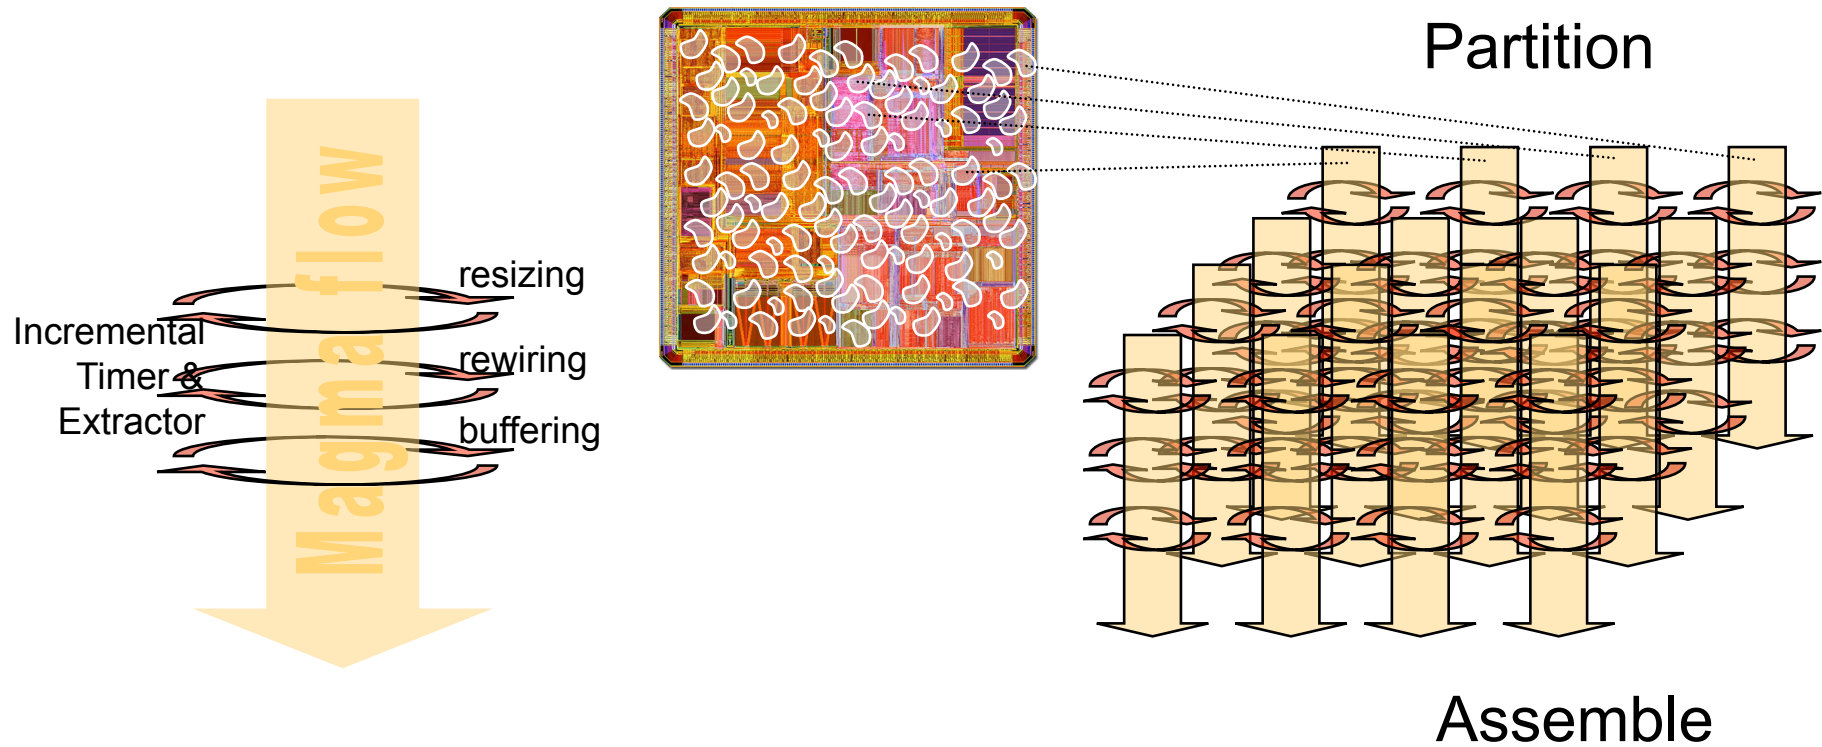 Partition
Magma flow
resizing
Incremental
Timer &
Extractor
rewiring
buffering
Assemble